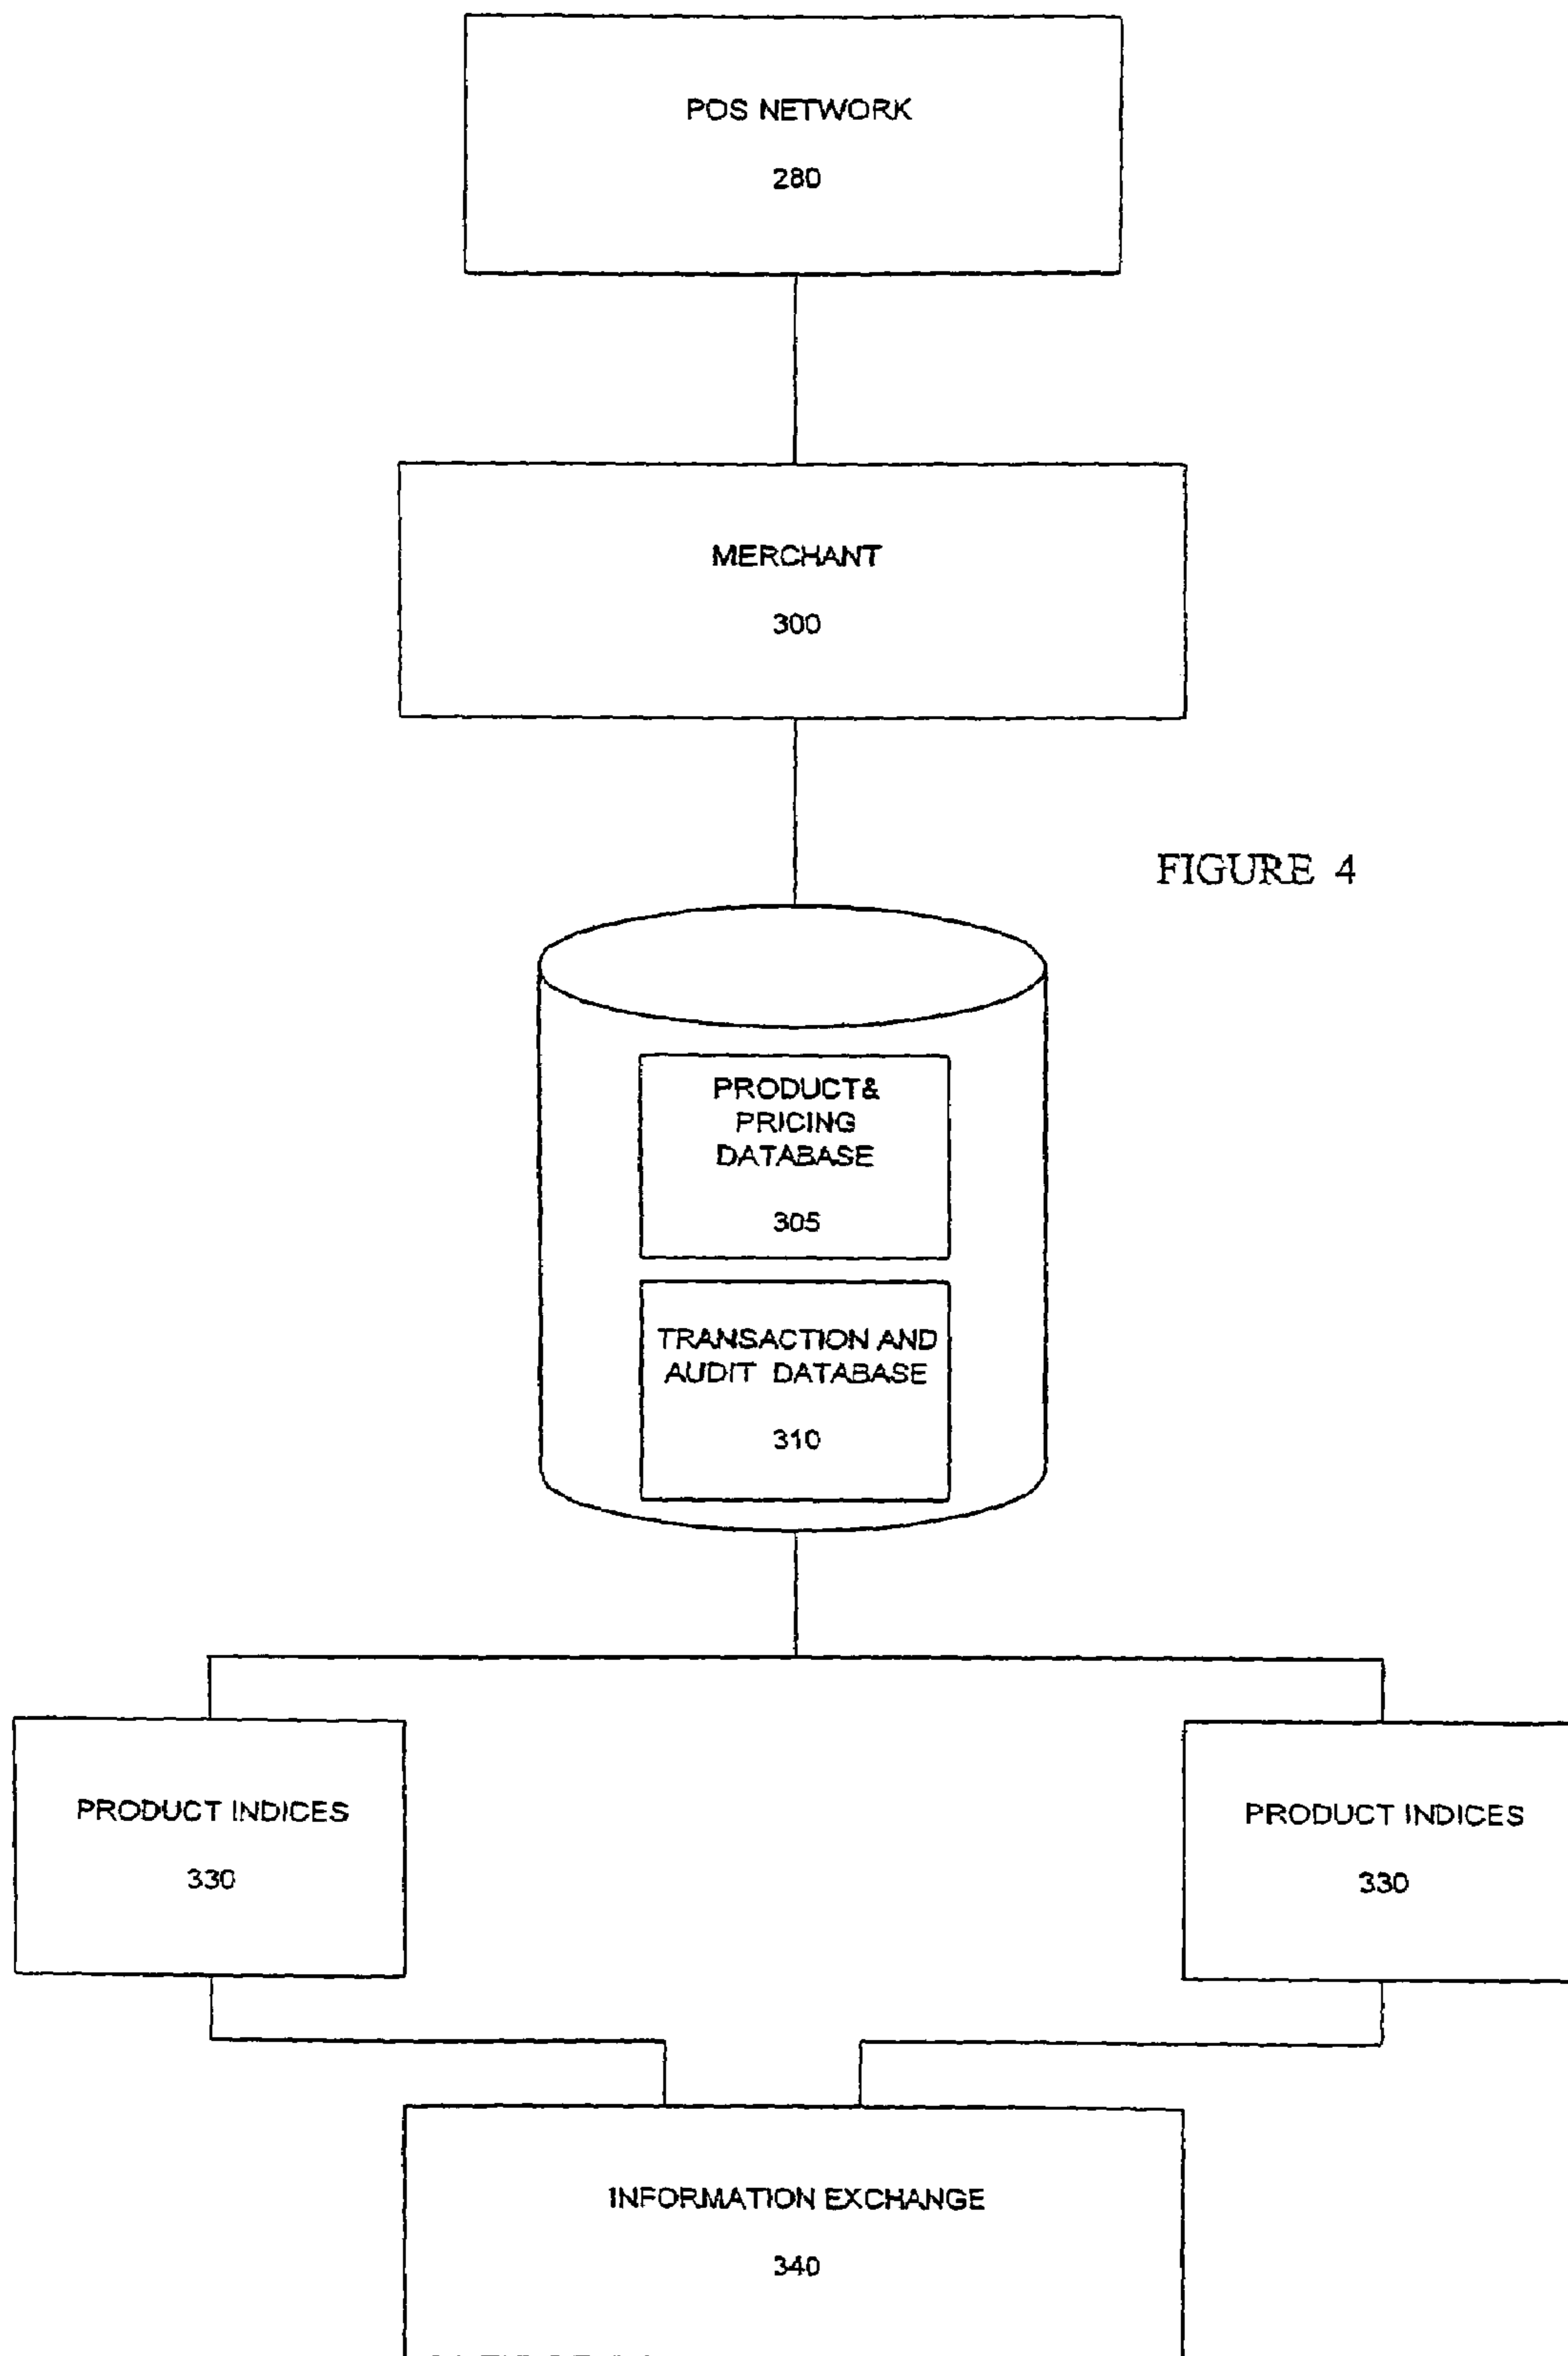 POS NETWORK
280
MERCHANT
300
FIGURE 4
PRODUCT&
PRICING
DATABASE
305
TRANSACTION AND
AUDIT DATABASE
310
PRODUCT INDICES
330
PRODUCT INDICES
330
INFORMATION EXCHANGE
340